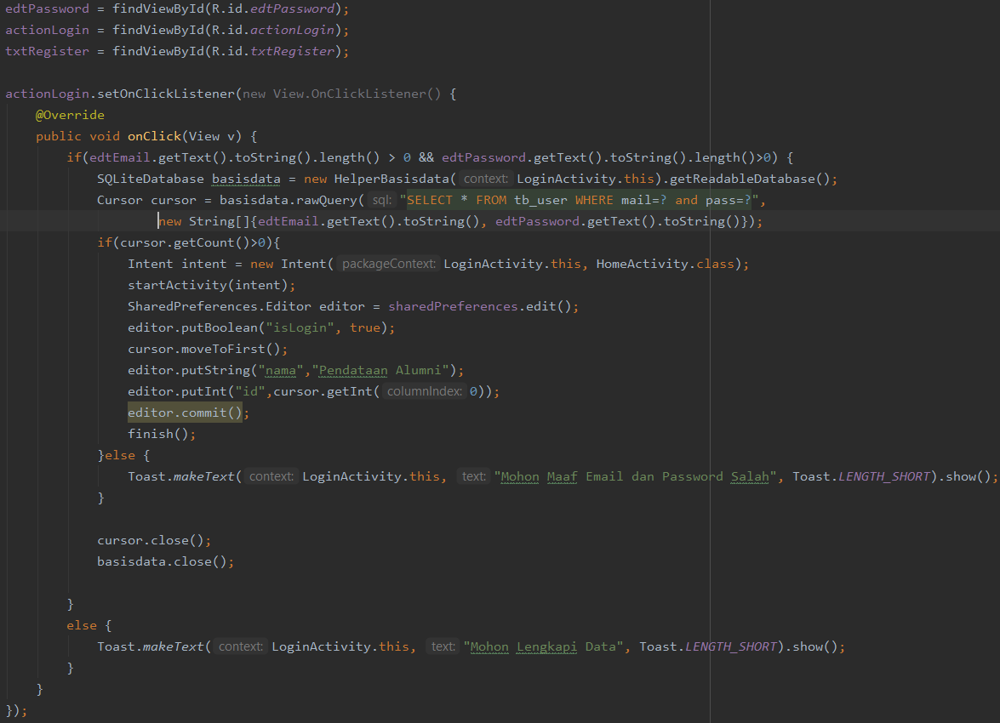 edtPassword = findViewById(R.id.edtPassword);
actionLogin = findViewById(R.id.actionLogin);
txtRegister = findViewById(R.id.txtRegister);
actionLogin.setOnClickListener(new View.OnClickListener() {
@Override
public void onClick(View v) {
if(edtEmail.getText().toString().length() > 0 && edtPassword.getText().toString().length()>0) {
SQLiteDatabase basisdata = new HelperBasisdata( context: LoginActivity.this).getReadableDatabase();
Cursor cursor = basisdata.rawQuery( sql: "SELECT * FROM tb_user WHERE mail=? and pass=?",
new String[]{edtEmail.getText().toString(), edtPassword.getText().toString()});
if(cursor.getCount()>0){
Intent intent = new Intent( packageContext: LoginActivity.this, HomeActivity.class);
startActivity(intent);
SharedPreferences.Editor editor = sharedPreferences.edit();
editor.putBoolean("isLogin", true);
cursor.moveToFirst();
editor.putString("nama","Pendataan Alumni");
editor.putInt("id",cursor.getInt( columnIndex: 0));
editor.commit();
finish();
}else {
Toast.makeText( context: LoginActivity.this, text: "Mohon Maaf Email dan Password Salah", Toast.LENGTH_SHORT).show();
}
cursor.close();
basisdata.close();
}
else {
Toast.makeText( context: LoginActivity.this, text: "Mohon Lengkapi Data", Toast.LENGTH_SHORT).show();
}
}
});